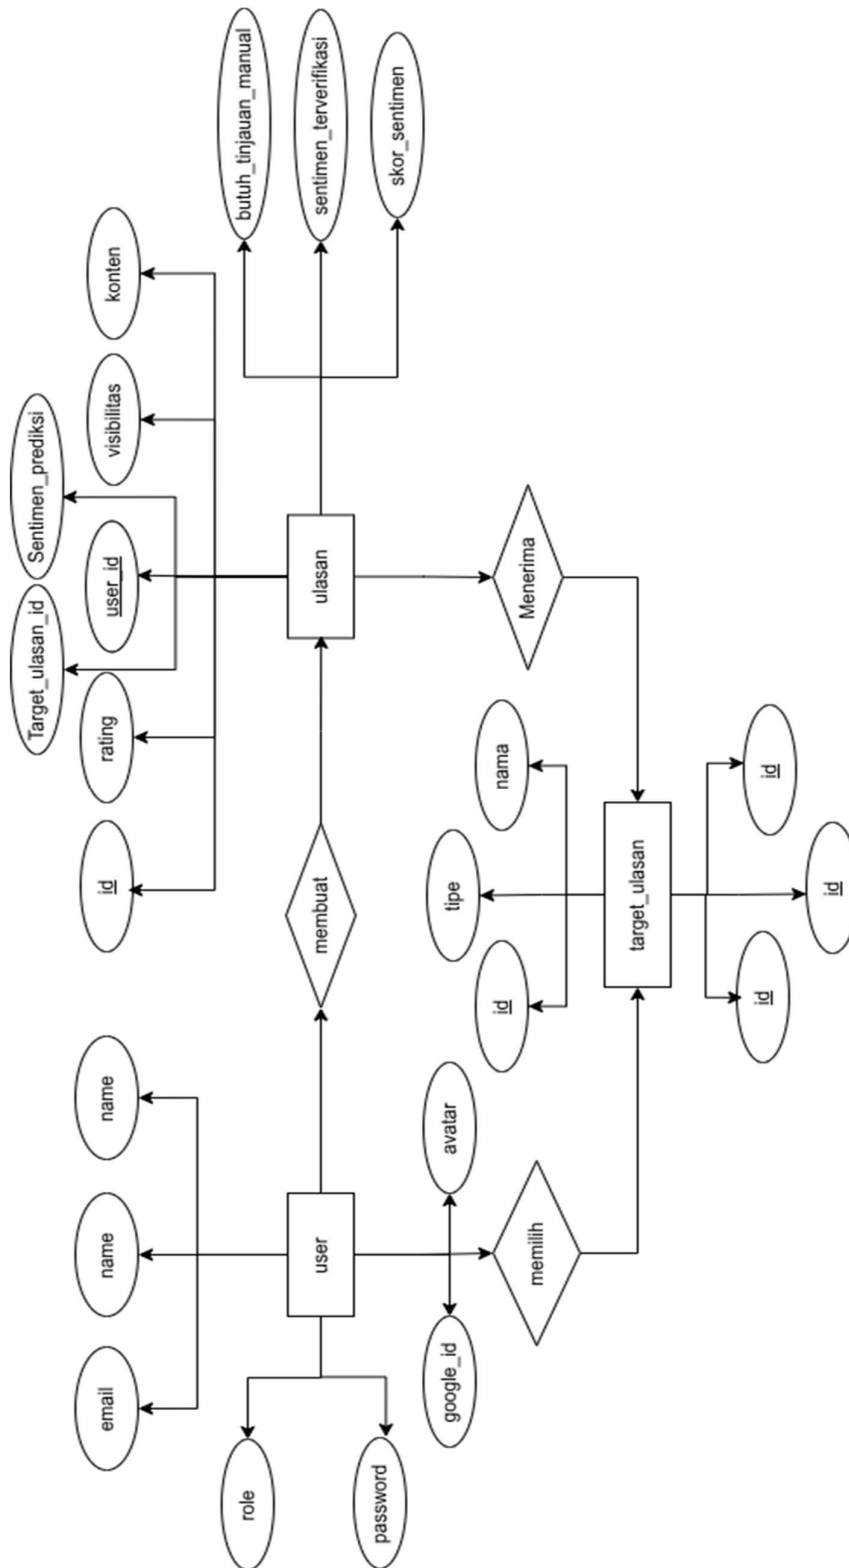 Target_ulasan_id
Sentimen_prediksi
email
name
name
id
rating
user_id
visibilitas
konten
role
butuh_tinjauan_manual
user
membuat
ulasan
sentimen_terverifikasi
password
skor_sentimen
google_id
avatar
tipe
id
nama
memilih
Menerima
target_ulasan
id
id
id